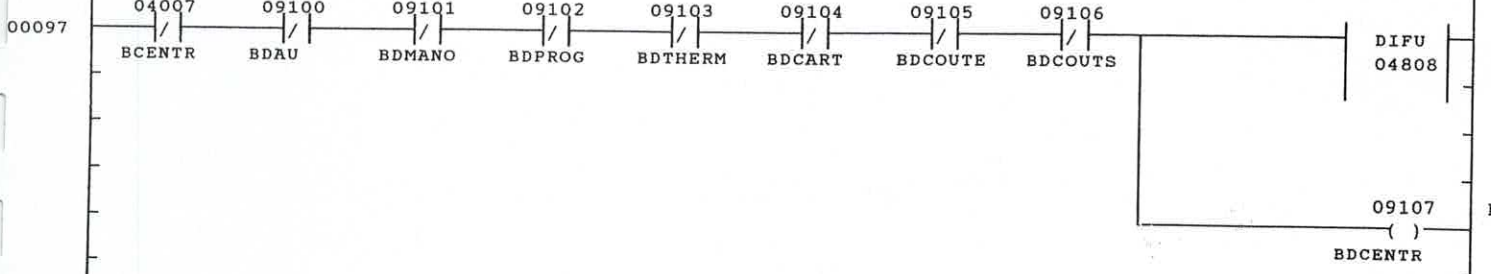 04007 09100 09101 09102 09103 09104 09105 09106
00097
BCENTR BDAU BDMANO BDPROG BDTHERM BDCART BDCOUTE BDCOUTS
DIFU
04808
09107
( )
BDCENTR